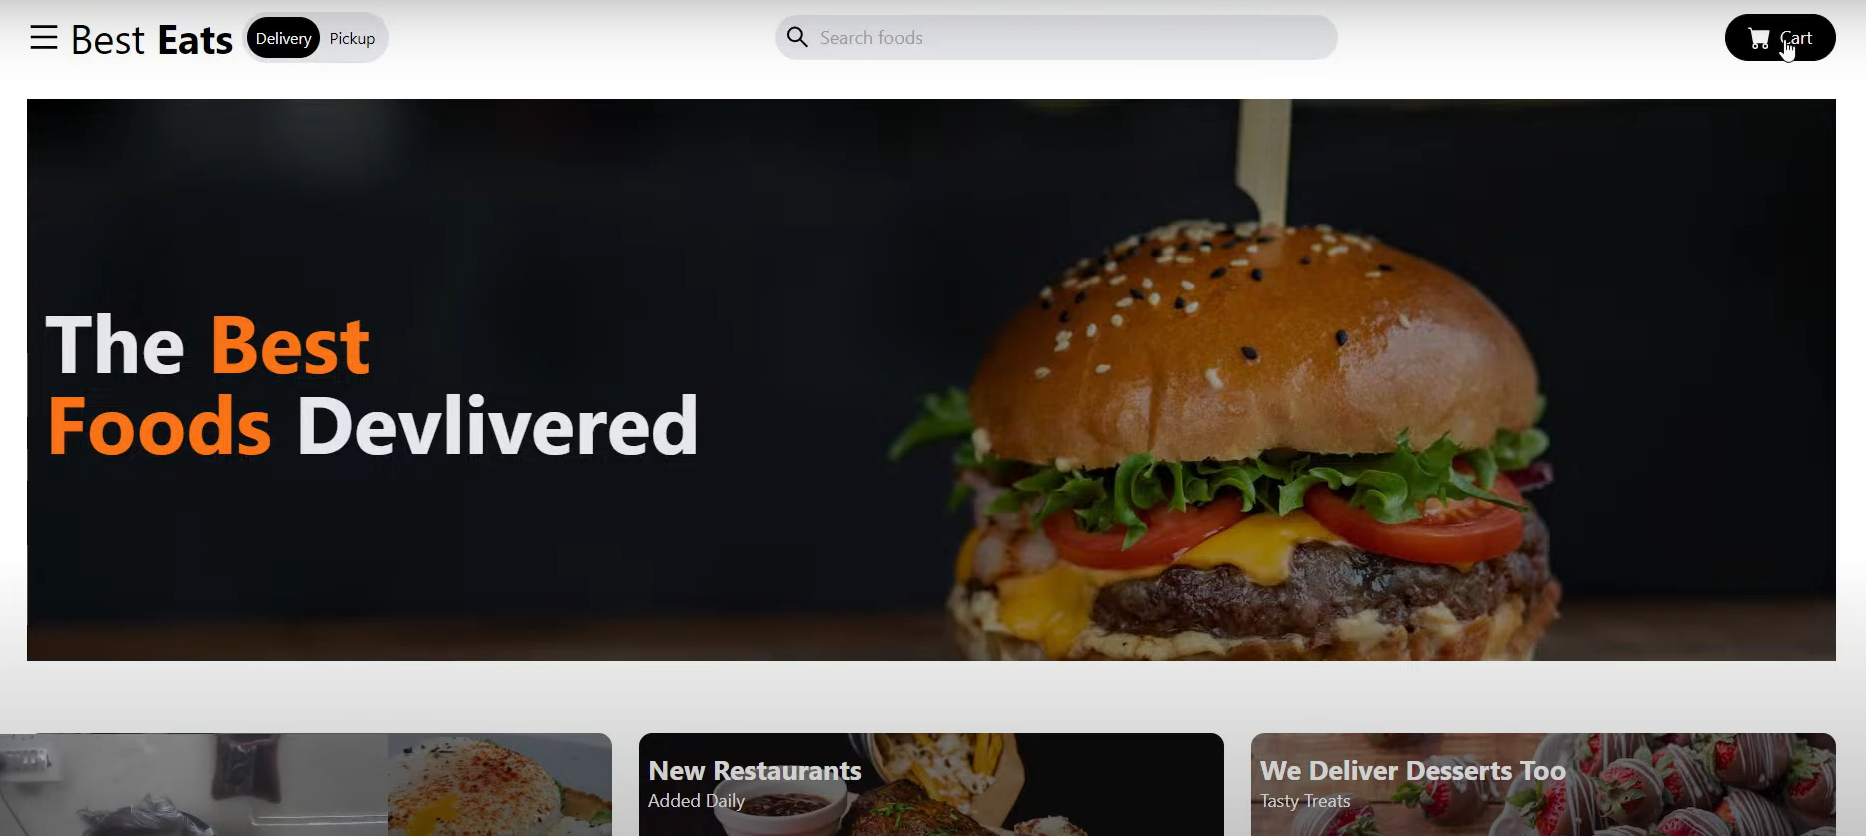 Best Eats
Delivery
Pickup
Search foods
Cart
The Best
Foods Devlivered
New Restaurants
Added Daily
We Deliver Desserts Too
Tasty Treats